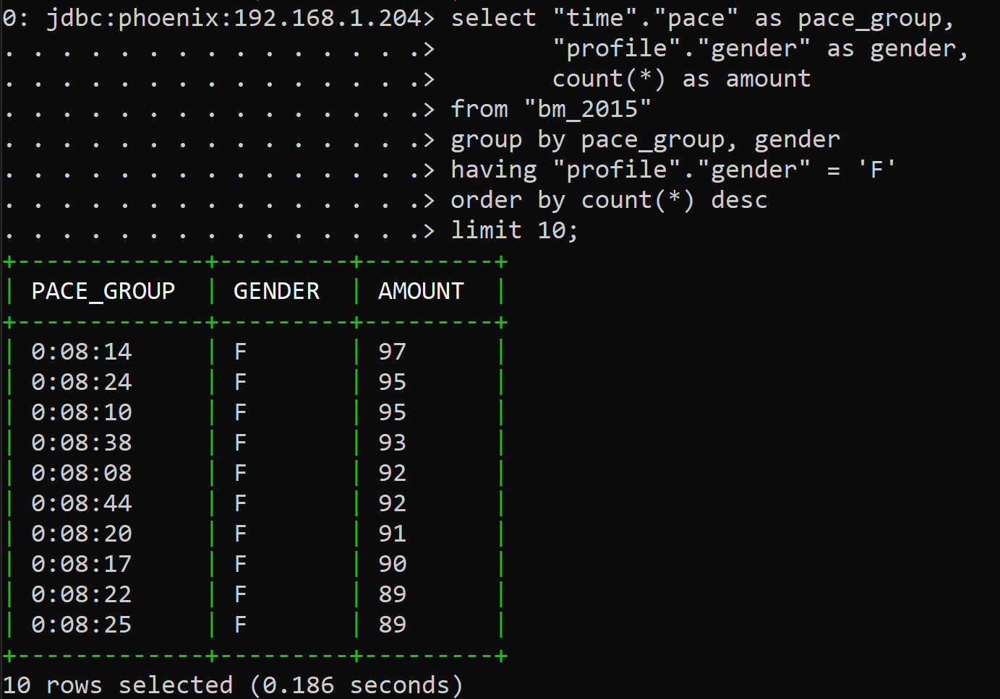 0: jdbc:phoenix:192.168.1.204> select "time"."pace" as pace_group,
. . . . . . . . . . . . . . .>        "profile"."gender" as gender,
. . . . . . . . . . . . . . .>        count(*) as amount
. . . . . . . . . . . . . . .> from "bm_2015"
. . . . . . . . . . . . . . .> group by pace_group, gender
. . . . . . . . . . . . . . .> having "profile"."gender" = 'F'
. . . . . . . . . . . . . . .> order by count(*) desc
. . . . . . . . . . . . . . .> limit 10;
+-------------+---------+---------+
| PACE_GROUP  | GENDER  | AMOUNT  |
+-------------+---------+---------+
| 0:08:14     | F       | 97      |
| 0:08:24     | F       | 95      |
| 0:08:10     | F       | 95      |
| 0:08:38     | F       | 93      |
| 0:08:08     | F       | 92      |
| 0:08:44     | F       | 92      |
| 0:08:20     | F       | 91      |
| 0:08:17     | F       | 90      |
| 0:08:22     | F       | 89      |
| 0:08:25     | F       | 89      |
+-------------+---------+---------+
10 rows selected (0.186 seconds)